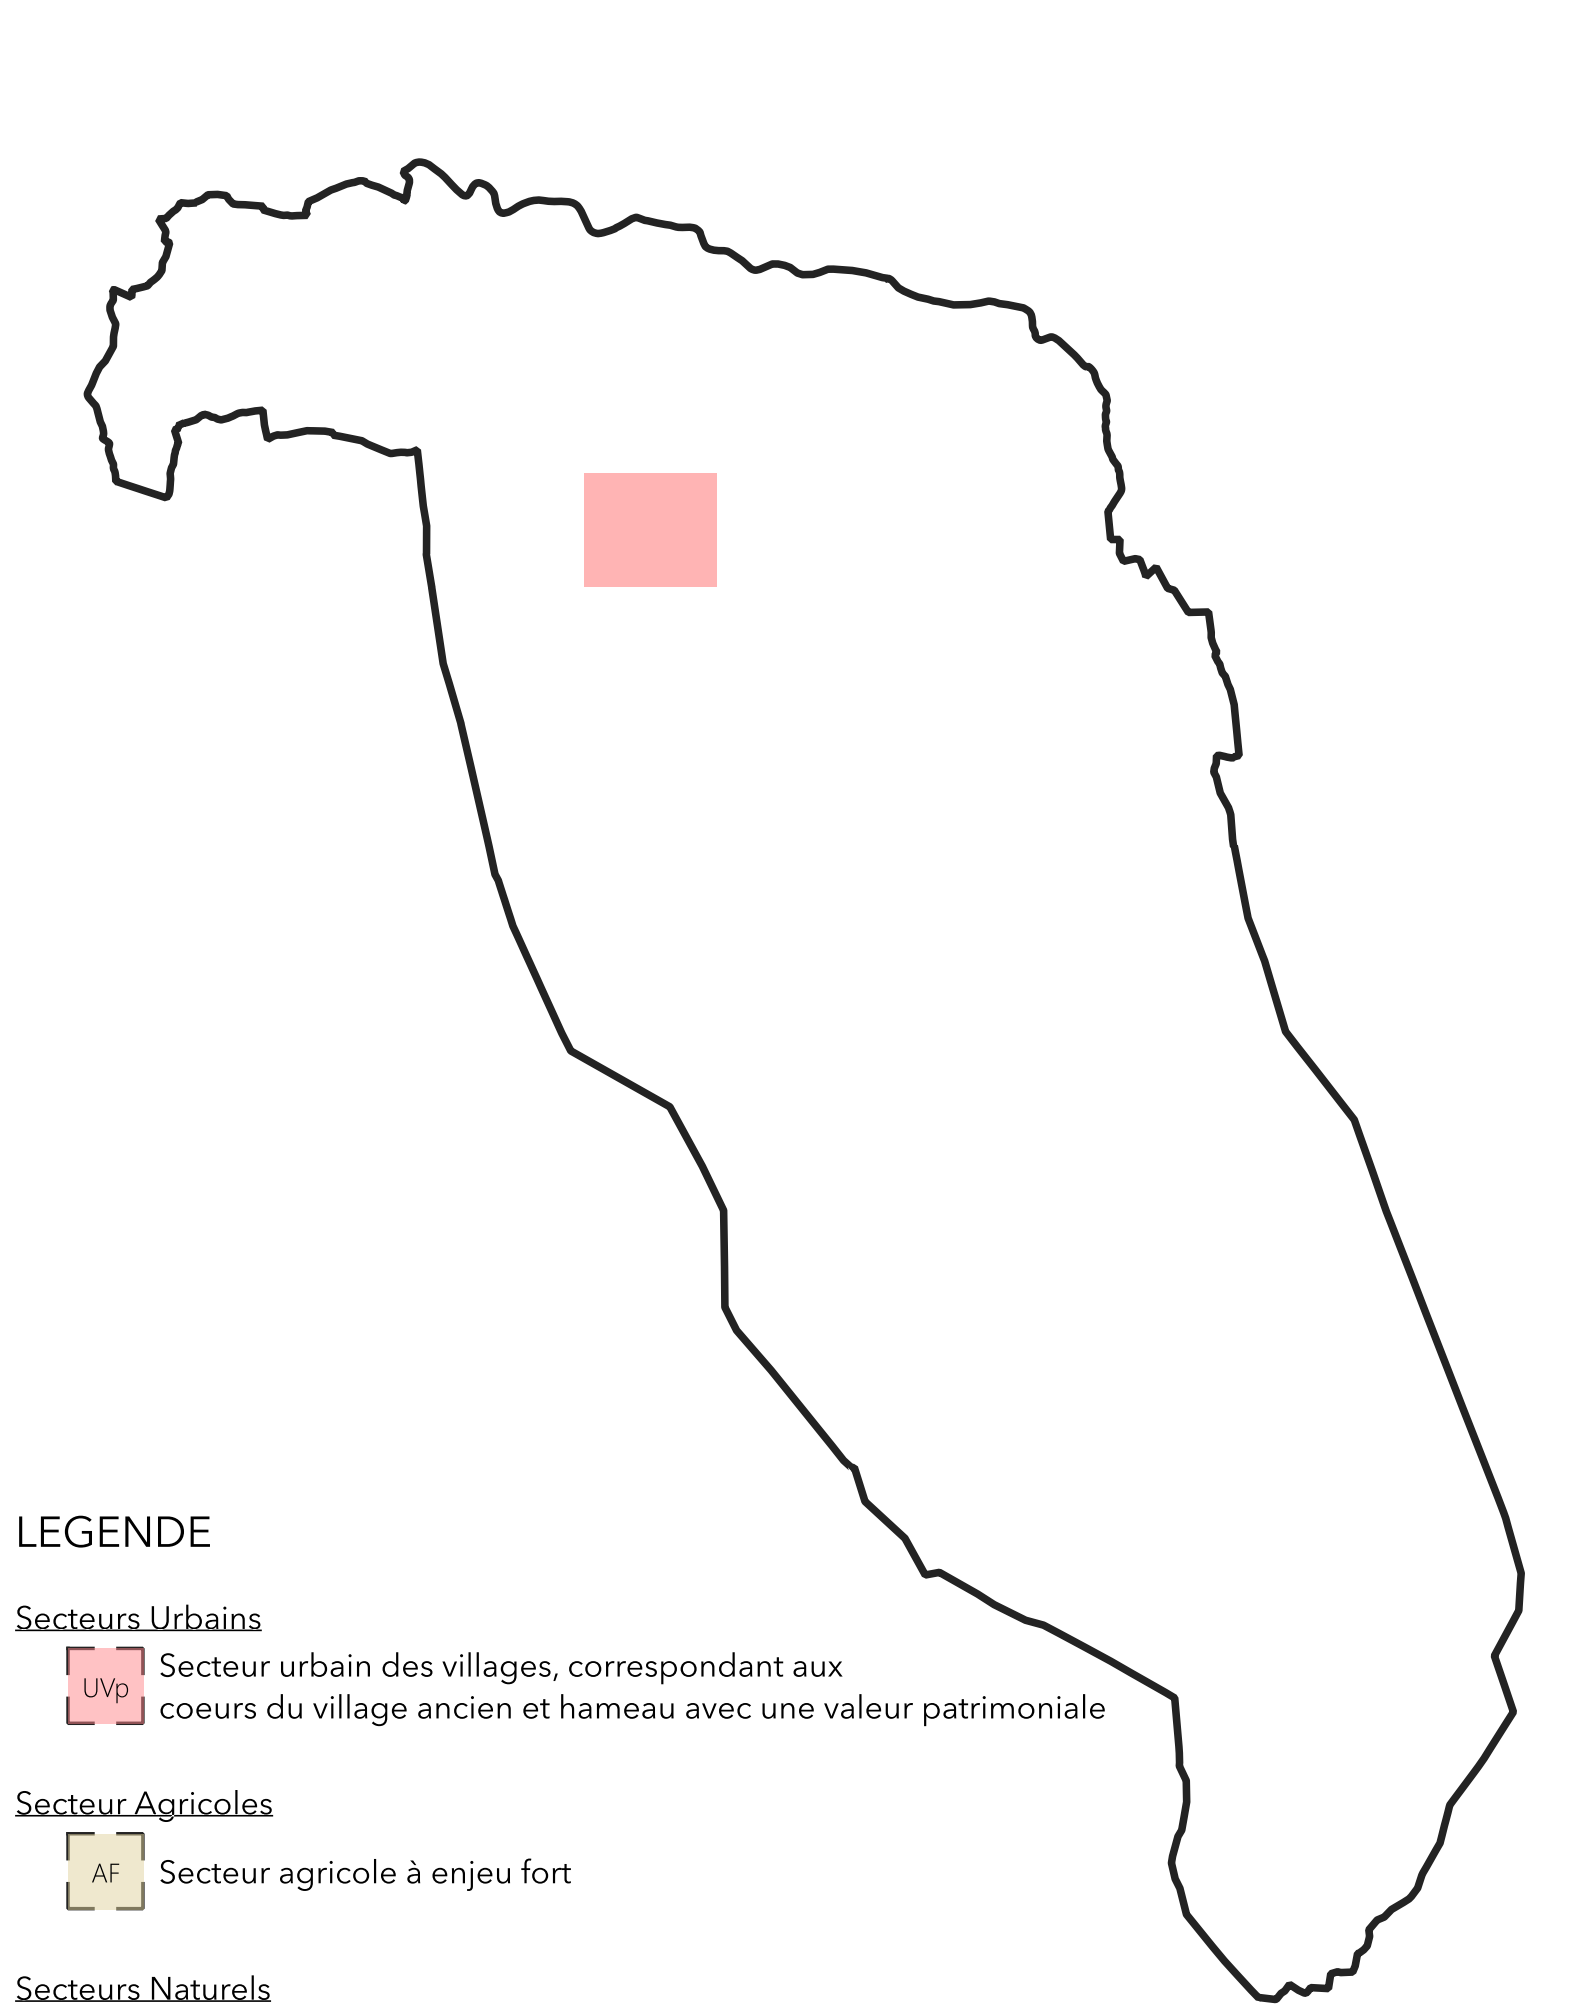 LEGENDE
Secteurs Urbains
UVp
Secteur urbain des villages, correspondant aux
coeurs du village ancien et hameau avec une valeur patrimoniale
Secteur Agricoles
AF
Secteur agricole à enjeu fort
Secteurs Naturels